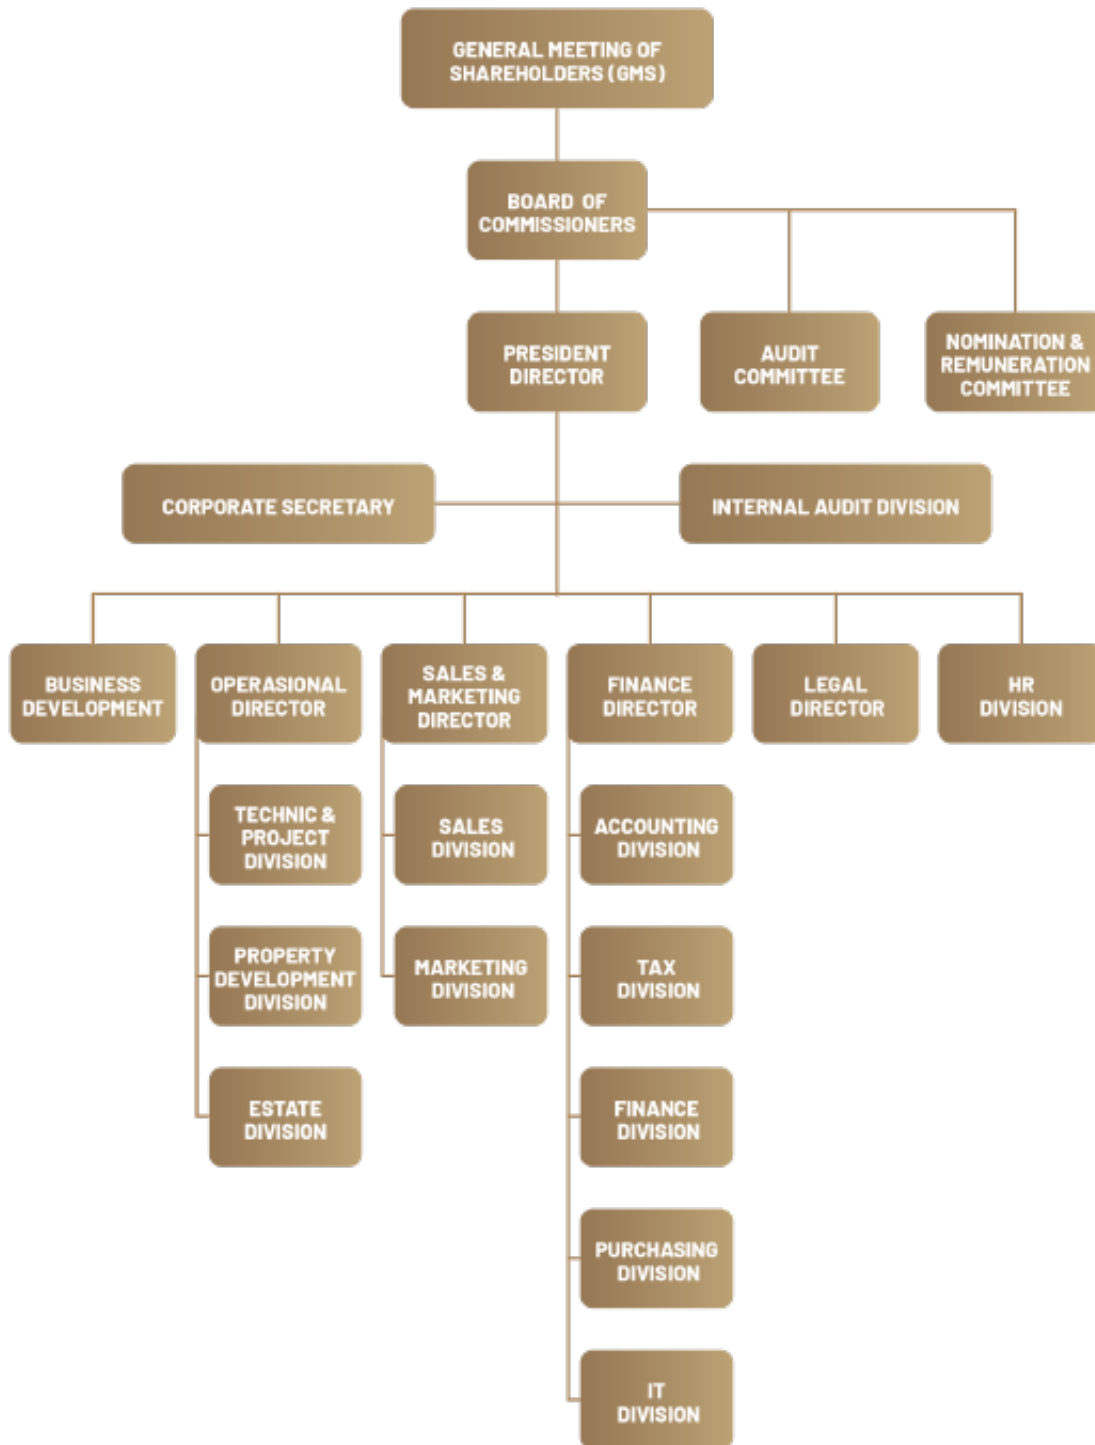 GENERAL MEETING OF
SHAREHOLDERS (GMS)
BOARD OF
COMMISSIONERS
PRESIDENT
DIRECTOR
AUDIT
COMMITTEE
NOMINATION &
REMUNERATION
COMMITTEE
CORPORATE SECRETARY
INTERNAL AUDIT DIVISION
BUSINESS
DEVELOPMENT
OPERASIONAL
DIRECTOR
SALES &
MARKETING
DIRECTOR
FINANCE
DIRECTOR
LEGAL
DIRECTOR
HR
DIVISION
TECHNIC &
PROJECT
DIVISION
SALES
DIVISION
ACCOUNTING
DIVISION
PROPERTY
DEVELOPMENT
DIVISION
MARKETING
DIVISION
TAX
DIVISION
ESTATE
DIVISION
FINANCE
DIVISION
PURCHASING
DIVISION
IT
DIVISION